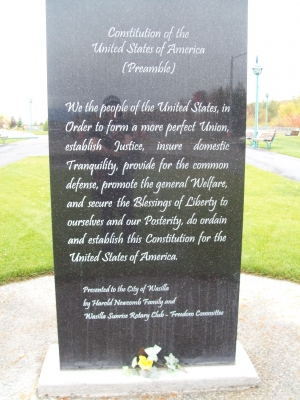 Constitution of the
United States of America
(Preamble)
We the people of the United States, in
Order to form a more perfect Union,
establish Justice, insure domestic
Tranquility, provide for the common
defense, promote the general Welfare,
and secure the Blessings of Liberty to
ourselves and our Posterity, do ordain
and establish this Constitution for the
United States of America.
Presented to the City of Wasilla
by Harold Newcomb Family and
Wasilla Sunrise Rotary Club - Freedom Committee